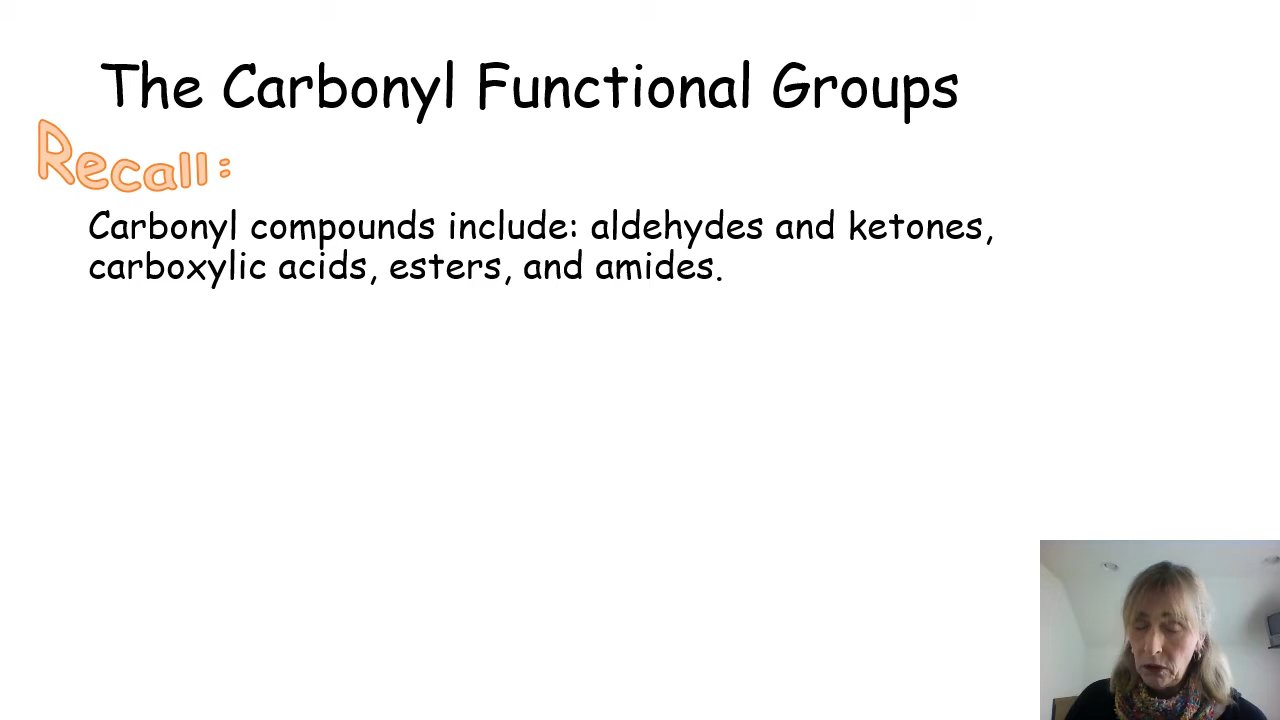 The Carbonyl Functional Groups
Recall:
Carbonyl compounds include: aldehydes and ketones,
carboxylic acids, esters, and amides.